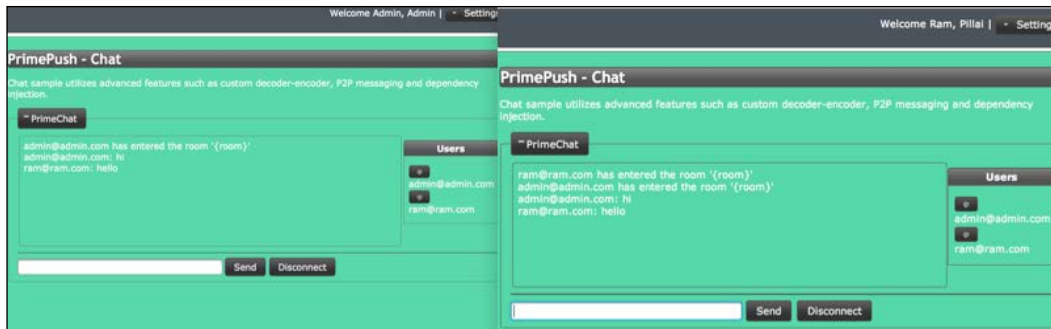 Welcome Admin, Admin |
Setting
PrimePush - Chat
Chat sample utilizes advanced features such as custom decoder-encoder, P2P messaging and dependency
injection.
PrimeChat
admin@admin.com has entered the room '{room}'
admin@admin.com: hi
ram@ram.com: hello
Users
admin@admin.com
ram@ram.com
Send
Disconnect
Welcome Ram, Pillai |
Setting
PrimePush - Chat
Chat sample utilizes advanced features such as custom decoder-encoder, P2P messaging and dependency
injection.
PrimeChat
ram@ram.com has entered the room '{room}'
admin@admin.com has entered the room '{room}'
admin@admin.com: hi
ram@ram.com: hello
Users
admin@admin.com
ram@ram.com
Send
Disconnect